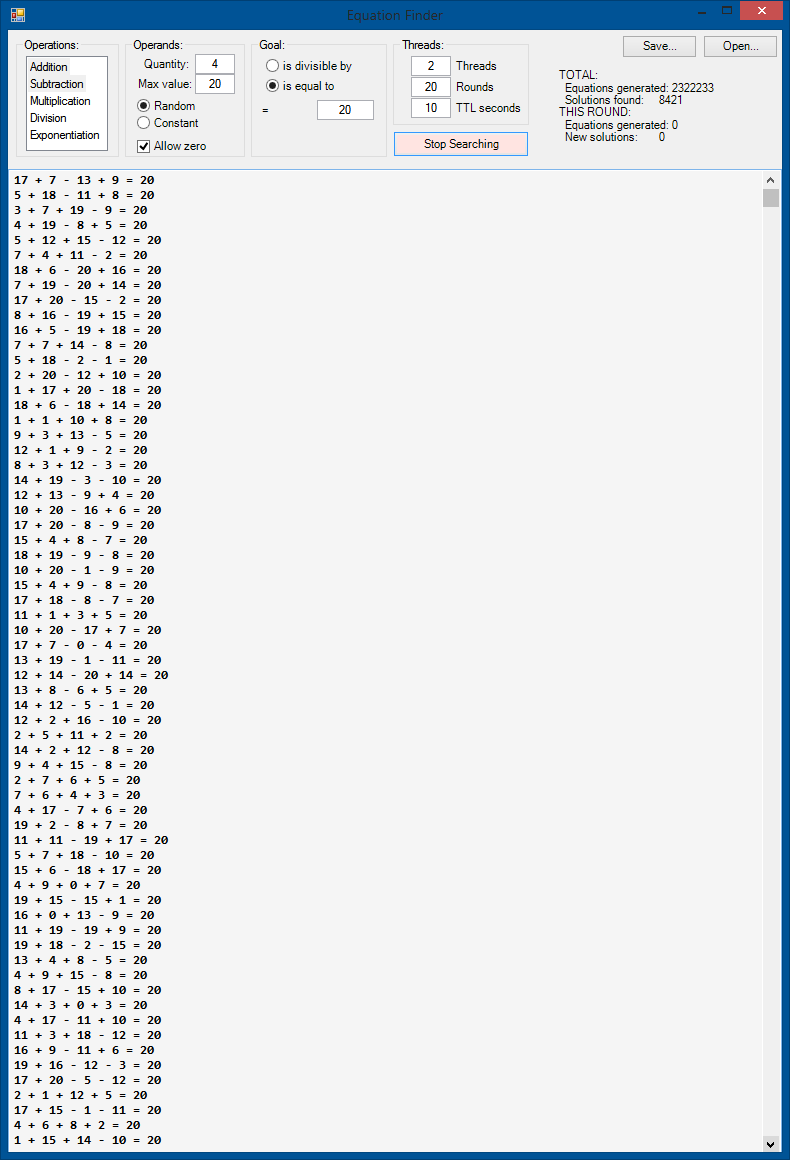 Equation Finder
Operations:
Addition
Subtraction
Multiplication
Division
Exponentiation
Operands:
Quantity: 4
Max value: 20
Random
Constant
Allow zero
Goal:
is divisible by
is equal to
= 20
Threads:
2 Threads
20 Rounds
10 TTL seconds
Stop Searching
Save... Open...
TOTAL:
Equations generated: 2322233
Solutions found: 8421
THIS ROUND:
Equations generated: 0
New solutions: 0
17 + 7 - 13 + 9 = 20
5 + 18 - 11 + 8 = 20
3 + 7 + 19 - 9 = 20
4 + 19 - 8 + 5 = 20
5 + 12 + 15 - 12 = 20
7 + 4 + 11 - 2 = 20
18 + 6 - 20 + 16 = 20
7 + 19 - 20 + 14 = 20
17 + 20 - 15 - 2 = 20
8 + 16 - 19 + 15 = 20
16 + 5 - 19 + 18 = 20
7 + 7 + 14 - 8 = 20
5 + 18 - 2 - 1 = 20
2 + 20 - 12 + 10 = 20
1 + 17 + 20 - 18 = 20
18 + 6 - 18 + 14 = 20
1 + 1 + 10 + 8 = 20
9 + 3 + 13 - 5 = 20
12 + 1 + 9 - 2 = 20
8 + 3 + 12 - 3 = 20
14 + 19 - 3 - 10 = 20
12 + 13 - 9 + 4 = 20
10 + 20 - 16 + 6 = 20
17 + 20 - 8 - 9 = 20
15 + 4 + 8 - 7 = 20
18 + 19 - 9 - 8 = 20
10 + 20 - 1 - 9 = 20
15 + 4 + 9 - 8 = 20
17 + 18 - 8 - 7 = 20
11 + 1 + 3 + 5 = 20
10 + 20 - 17 + 7 = 20
17 + 7 - 0 - 4 = 20
13 + 19 - 1 - 11 = 20
12 + 14 - 20 + 14 = 20
13 + 8 - 6 + 5 = 20
14 + 12 - 5 - 1 = 20
12 + 2 + 16 - 10 = 20
2 + 5 + 11 + 2 = 20
14 + 2 + 12 - 8 = 20
9 + 4 + 15 - 8 = 20
2 + 7 + 6 + 5 = 20
7 + 6 + 4 + 3 = 20
4 + 17 - 7 + 6 = 20
19 + 2 - 8 + 7 = 20
11 + 11 - 19 + 17 = 20
5 + 7 + 18 - 10 = 20
15 + 6 - 18 + 17 = 20
4 + 9 + 0 + 7 = 20
19 + 15 - 15 + 1 = 20
16 + 0 + 13 - 9 = 20
11 + 19 - 19 + 9 = 20
19 + 18 - 2 - 15 = 20
13 + 4 + 8 - 5 = 20
4 + 9 + 15 - 8 = 20
8 + 17 - 15 + 10 = 20
14 + 3 + 0 + 3 = 20
4 + 17 - 11 + 10 = 20
11 + 3 + 18 - 12 = 20
16 + 9 - 11 + 6 = 20
19 + 16 - 12 - 3 = 20
17 + 20 - 5 - 12 = 20
2 + 1 + 12 + 5 = 20
17 + 15 - 1 - 11 = 20
4 + 6 + 8 + 2 = 20
1 + 15 + 14 - 10 = 20